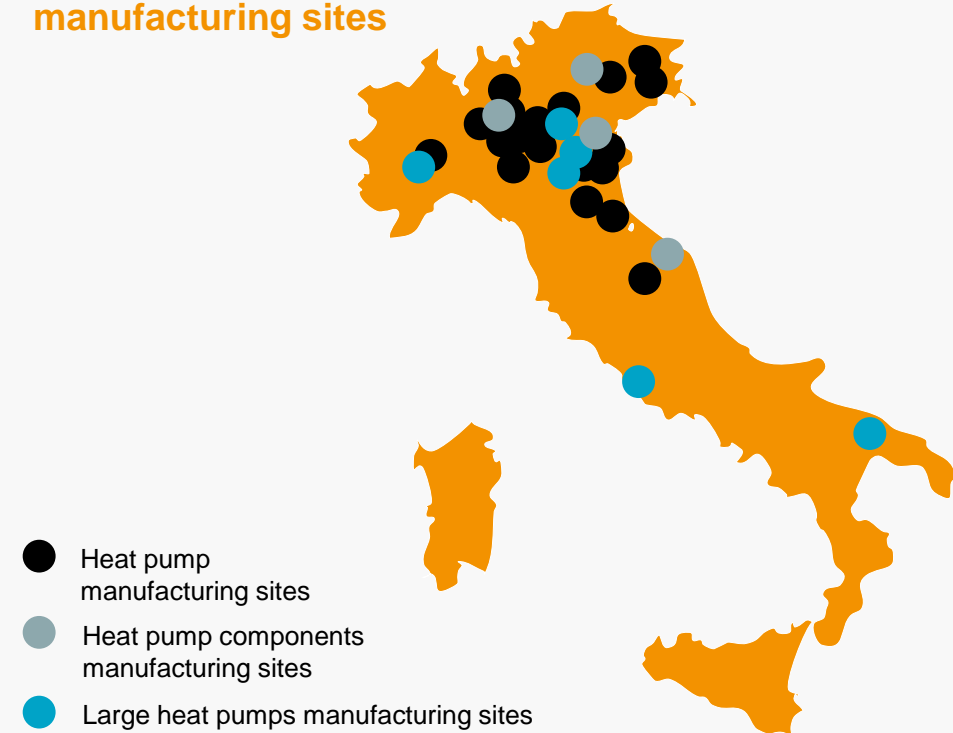 manufacturing sites
Heat pump
manufacturing sites
Heat pump components
manufacturing sites
Large heat pumps manufacturing sites